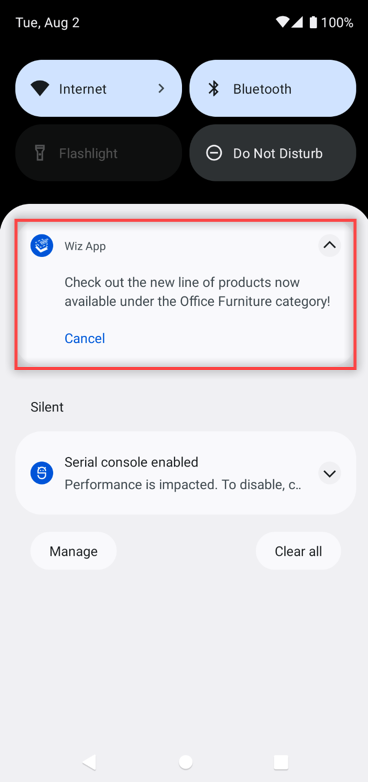 Tue, Aug 2
100%
Internet
Bluetooth
Flashlight
Do Not Disturb
Wiz App
Check out the new line of products now
available under the Office Furniture category!
Cancel
Silent
Serial console enabled
Performance is impacted. To disable, c..
Manage
Clear all